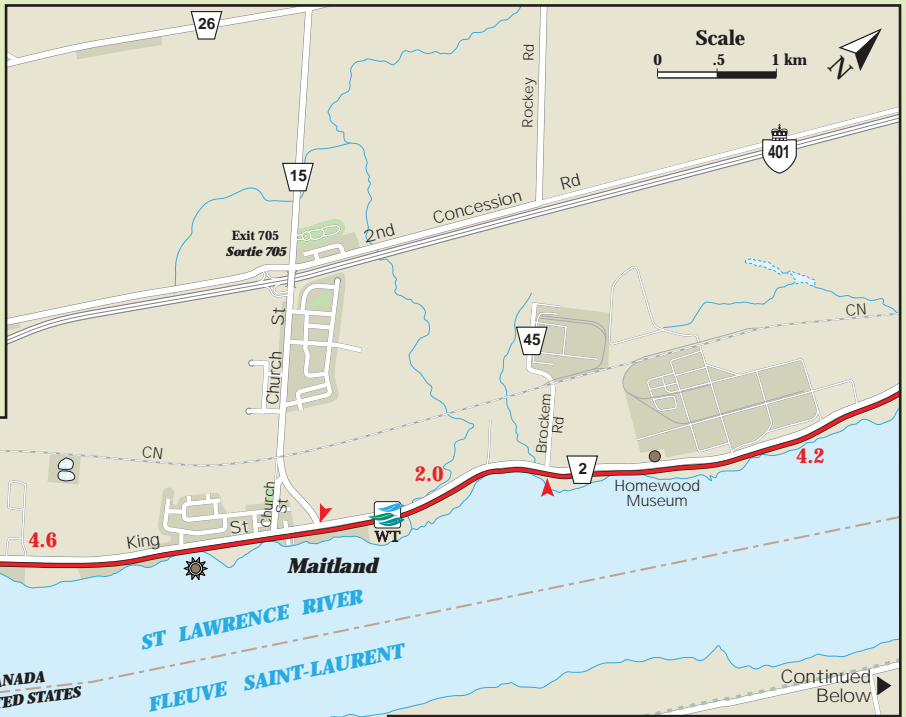 26
Scale
0 .5 1 km
N
Rockey Rd
401
15
2nd Concession Rd
Exit 705
Sortie 705
Church St
45
CN
Brockem Rd
CN
2.0
2
4.2
Homewood
Museum
Church St
King St
WT
4.6
Maitland
ST LAWRENCE RIVER
FLEUVE SAINT-LAURENT
ANADA
TED STATES
Continued
Below